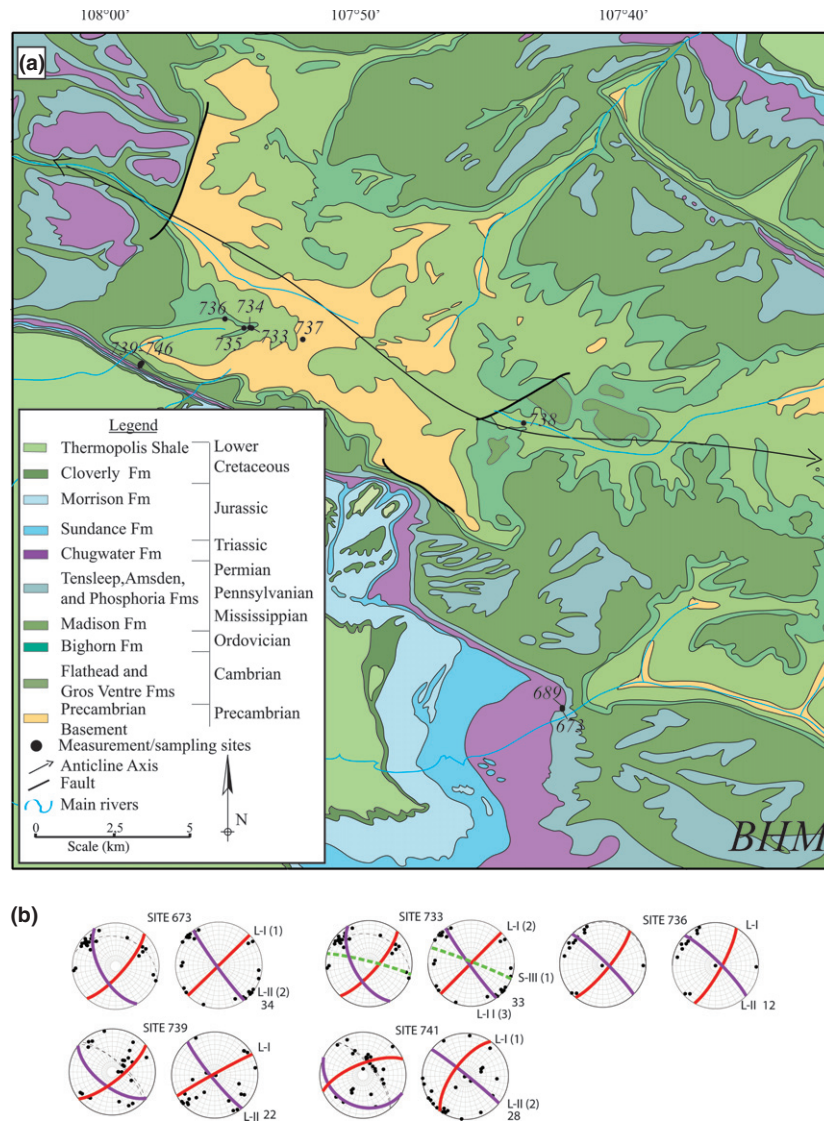 108°00' 107°50' 107°40'
(a)
736 734
735 733 737
739 746
738
Legend
Thermopolis Shale
Cloverly Fm
Lower
Cretaceous
Morrison Fm
Jurassic
Sundance Fm
Chugwater Fm
Triassic
Tensleep,Amsden,
and Phosphoria Fms
Permian
Pennsylvanian
Madison Fm
Mississippian
Bighorn Fm
Ordovician
Flathead and
Gros Ventre Fms
Cambrian
Precambrian
Basement
Precambrian
Measurement/sampling sites
Anticline Axis
Fault
Main rivers
0 2,5 5
Scale (km)
N
689
673
BHM
(b)
SITE 673
L-I (1)
L-II (2)
34
SITE 733
L-I (2)
S-III (1)
33
L-I I (3)
SITE 736
L-I
L-II 12
SITE 739
L-I
L-II 22
SITE 741
L-I (1)
L-II (2)
28